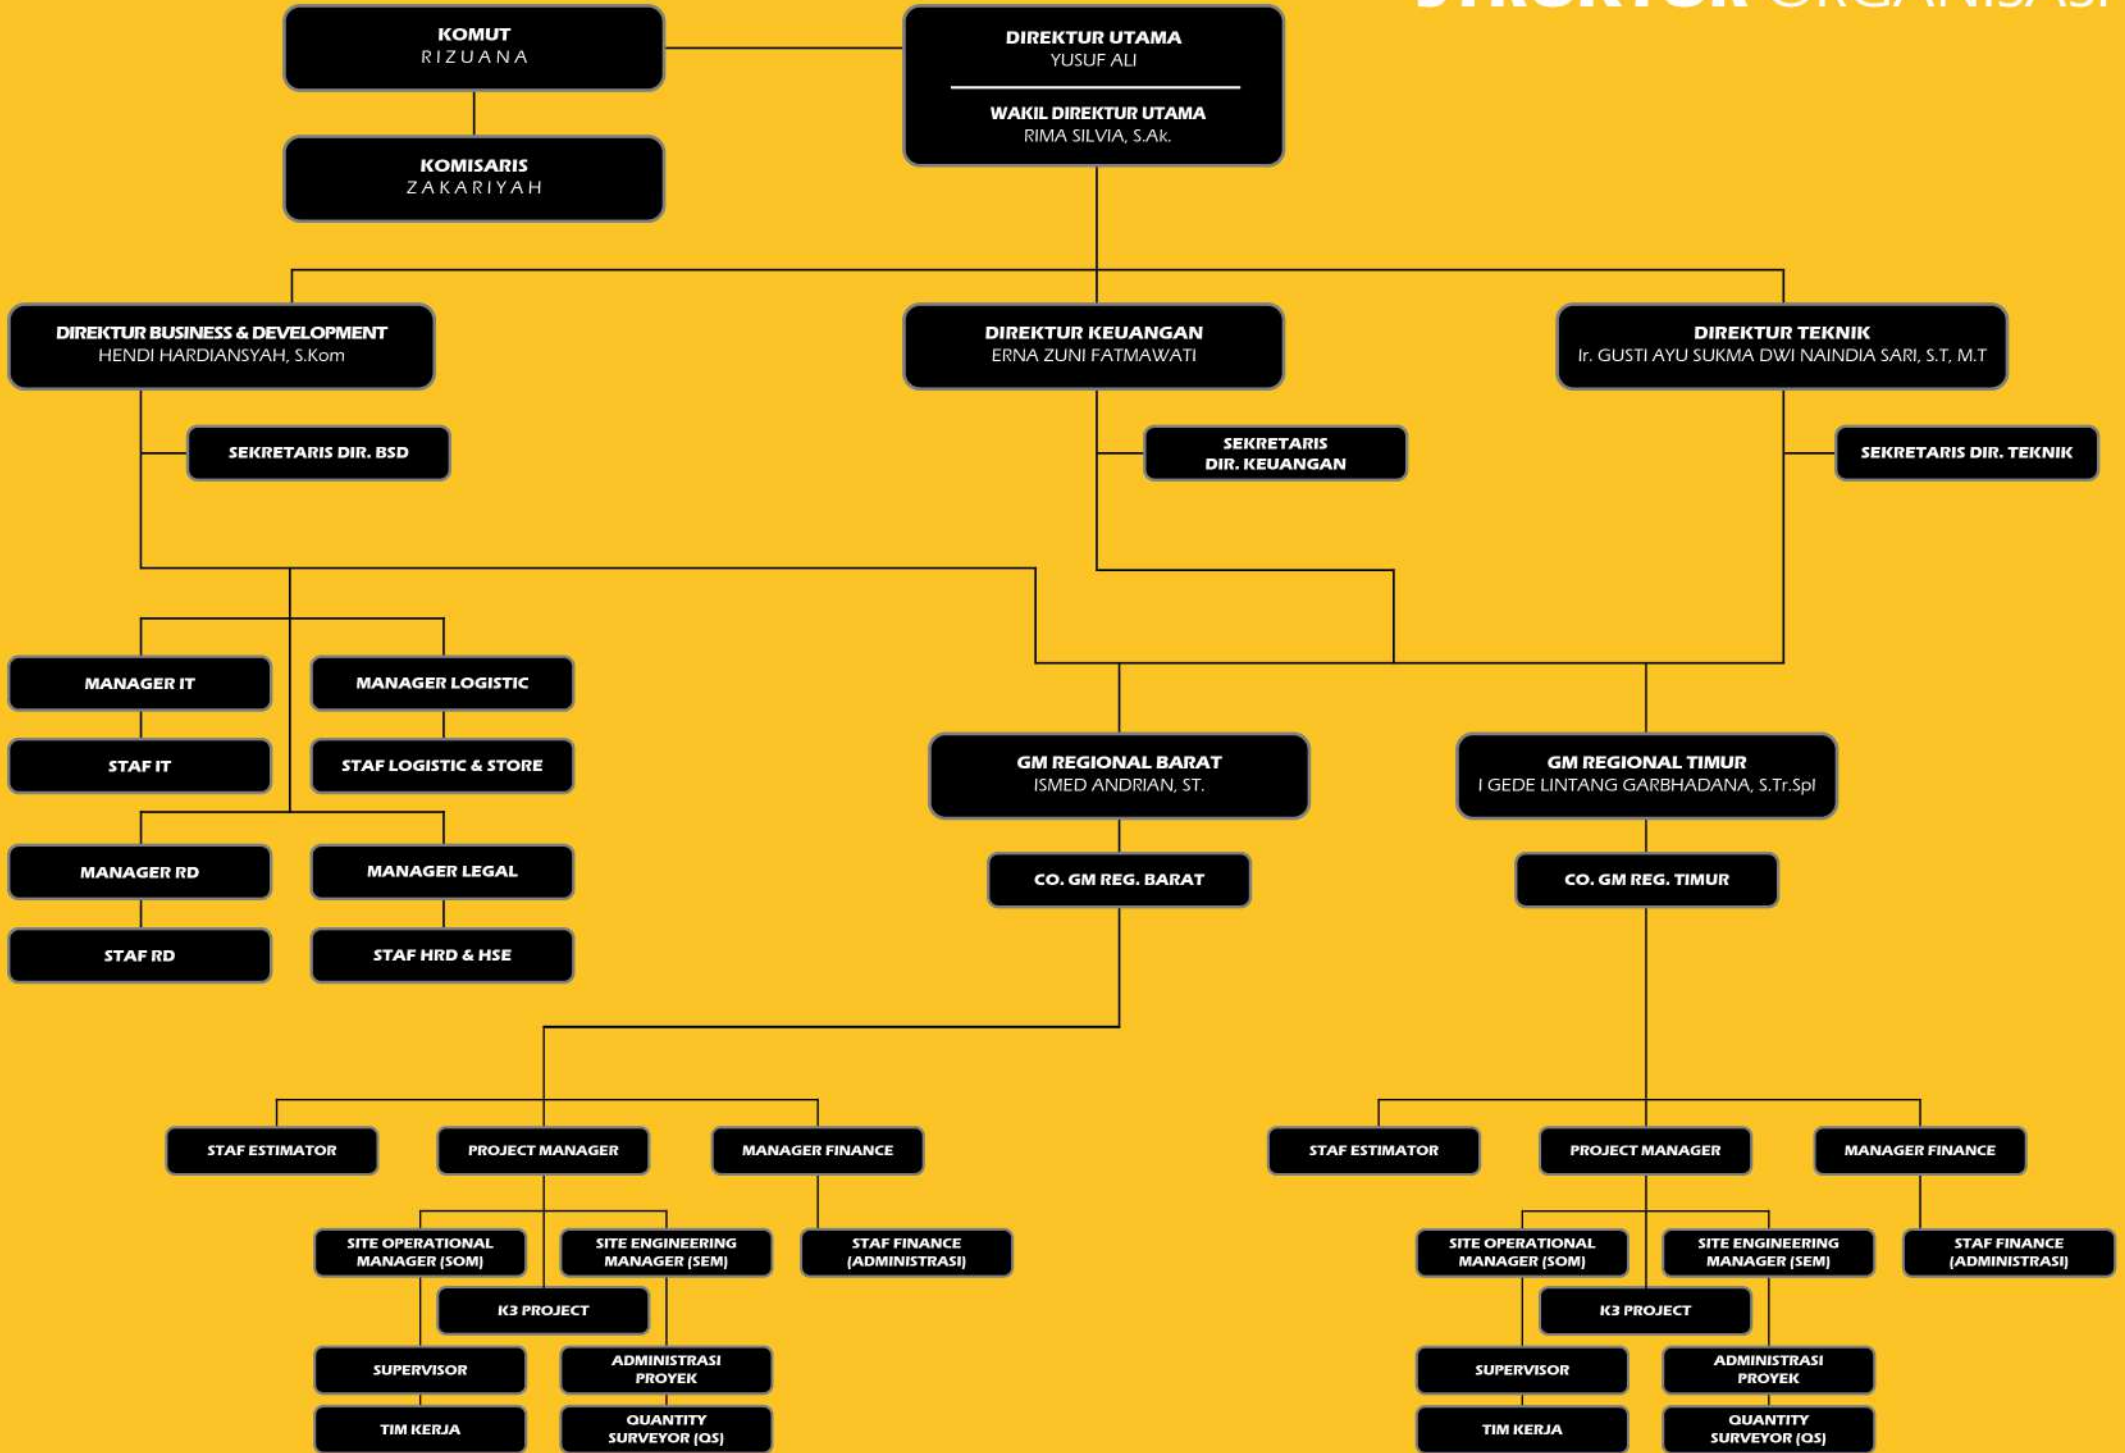 STRUKTUR ORGANISASI
KOMUT
RIZUANA
DIREKTUR UTAMA
YUSUF ALI
WAKIL DIREKTUR UTAMA
RIMA SILVIA, S.Ak.
KOMISARIS
ZAKARIYAH
DIREKTUR BUSINESS & DEVELOPMENT
HENDI HARDIANSYAH, S.Kom
DIREKTUR KEUANGAN
ERNA ZUNI FATMAWATI
DIREKTUR TEKNIK
Ir. GUSTI AYU SUKMA DWI NAINDIA SARI, S.T, M.T
SEKRETARIS DIR. BSD
SEKRETARIS
DIR. KEUANGAN
SEKRETARIS DIR. TEKNIK
MANAGER IT
MANAGER LOGISTIC
STAF IT
STAF LOGISTIC & STORE
MANAGER RD
MANAGER LEGAL
STAF RD
STAF HRD & HSE
GM REGIONAL BARAT
ISMED ANDRIAN, ST.
GM REGIONAL TIMUR
I GEDE LINTANG GARBHADANA, S.Tr.Spl
CO. GM REG. BARAT
CO. GM REG. TIMUR
STAF ESTIMATOR
PROJECT MANAGER
MANAGER FINANCE
SITE OPERATIONAL
MANAGER (SOM)
SITE ENGINEERING
MANAGER (SEM)
STAF FINANCE
(ADMINISTRASI)
K3 PROJECT
SUPERVISOR
ADMINISTRASI
PROYEK
TIM KERJA
QUANTITY
SURVEYOR (QS)
STAF ESTIMATOR
PROJECT MANAGER
MANAGER FINANCE
SITE OPERATIONAL
MANAGER (SOM)
SITE ENGINEERING
MANAGER (SEM)
STAF FINANCE
(ADMINISTRASI)
K3 PROJECT
SUPERVISOR
ADMINISTRASI
PROYEK
TIM KERJA
QUANTITY
SURVEYOR (QS)